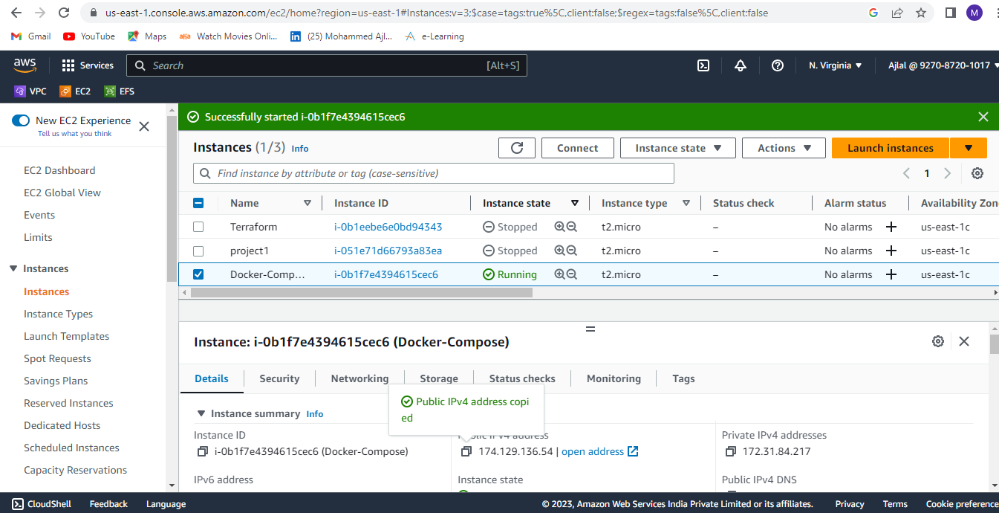 us-east-1.console.aws.amazon.com/ec2/home?region=us-east-1#Instances:v=3;$case=tags:true%5C,client:false;$regex=tags:false%5C,client:false
M
Gmail YouTube Maps aha Watch Movies Onli... in (25) Mohammed Ajl... e-Learning
aws Services Search [Alt+S] N. Virginia Ajlal @ 9270-8720-1017
VPC EC2 EFS
New EC2 Experience
Tell us what you think
EC2 Dashboard
EC2 Global View
Events
Limits
Instances
Instances
Instance Types
Launch Templates
Spot Requests
Savings Plans
Reserved Instances
Dedicated Hosts
Scheduled Instances
Capacity Reservations
Successfully started i-0b1f7e4394615cec6
Instances (1/3) Info Connect Instance state Actions Launch instances
Find instance by attribute or tag (case-sensitive) 1
Name Instance ID Instance state Instance type Status check Alarm status Availability Zon
Terraform i-0b1eebe6e0bd94343 Stopped t2.micro – No alarms + us-east-1c
project1 i-051e71d66793a83ea Stopped t2.micro – No alarms + us-east-1c
Docker-Comp... i-0b1f7e4394615cec6 Running t2.micro – No alarms + us-east-1c
Instance: i-0b1f7e4394615cec6 (Docker-Compose)
Details Security Networking Storage Status checks Monitoring Tags
Public IPv4 address copi
ed
Instance summary Info
Instance ID Public IPv4 address Private IPv4 addresses
i-0b1f7e4394615cec6 (Docker-Compose) 174.129.136.54 | open address 172.31.84.217
IPv6 address Instance state Public IPv4 DNS
CloudShell Feedback Language © 2023, Amazon Web Services India Private Limited or its affiliates. Privacy Terms Cookie preference